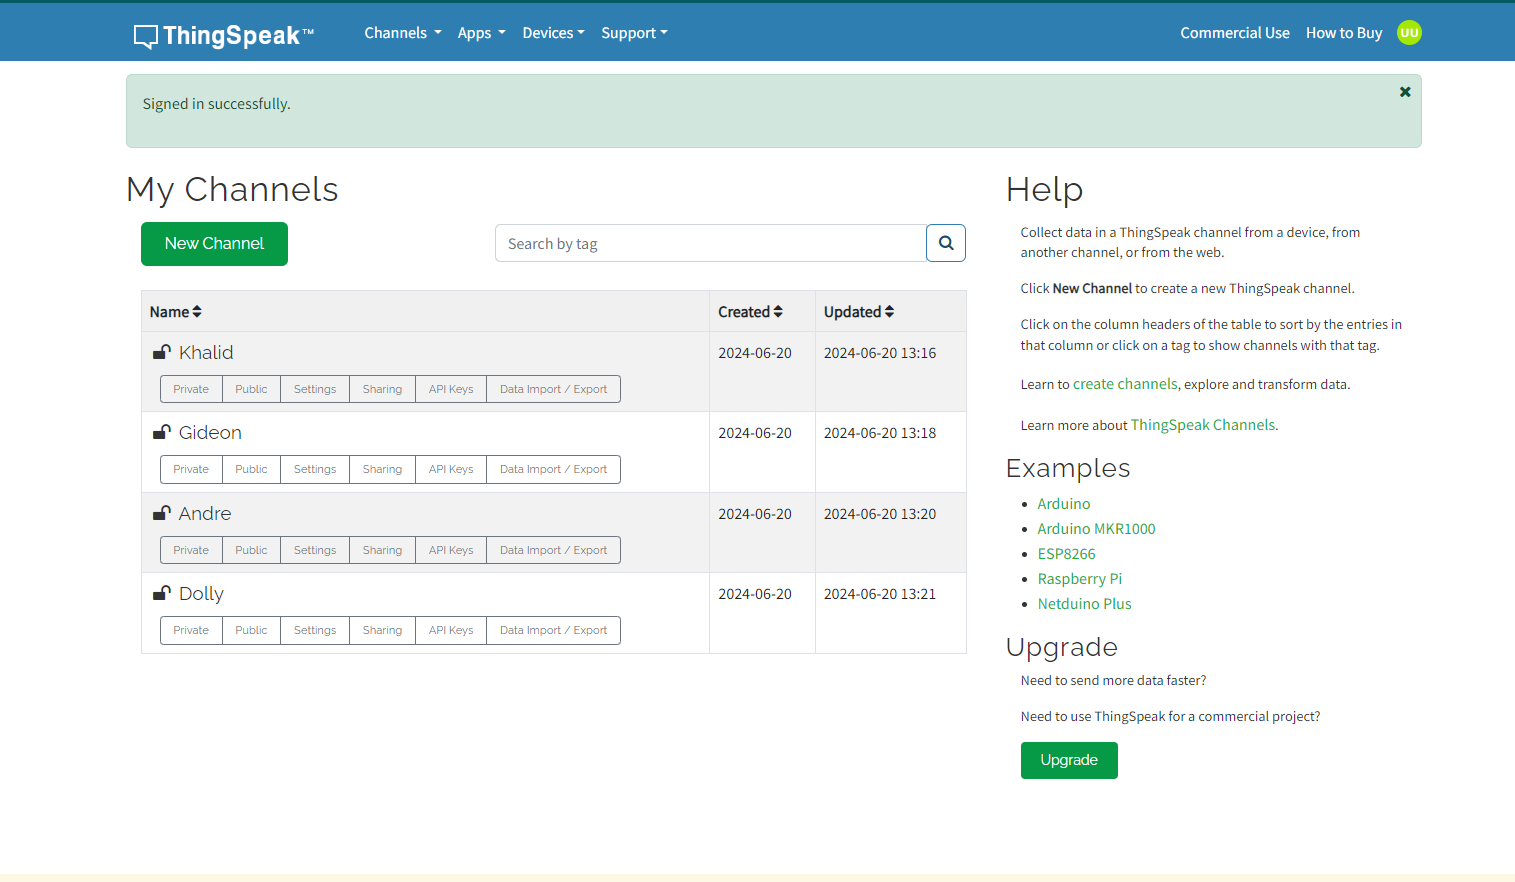 ThingSpeak™ Channels Apps Devices Support Commercial Use How to Buy UU
Signed in successfully.
My Channels
New Channel
Search by tag
Name Created Updated
Khalid 2024-06-20 2024-06-20 13:16
Private Public Settings Sharing API Keys Data Import / Export
Gideon 2024-06-20 2024-06-20 13:18
Private Public Settings Sharing API Keys Data Import / Export
Andre 2024-06-20 2024-06-20 13:20
Private Public Settings Sharing API Keys Data Import / Export
Dolly 2024-06-20 2024-06-20 13:21
Private Public Settings Sharing API Keys Data Import / Export
Help
Collect data in a ThingSpeak channel from a device, from
another channel, or from the web.
Click New Channel to create a new ThingSpeak channel.
Click on the column headers of the table to sort by the entries in
that column or click on a tag to show channels with that tag.
Learn to create channels, explore and transform data.
Learn more about ThingSpeak Channels.
Examples
Arduino
Arduino MKR1000
ESP8266
Raspberry Pi
Netduino Plus
Upgrade
Need to send more data faster?
Need to use ThingSpeak for a commercial project?
Upgrade